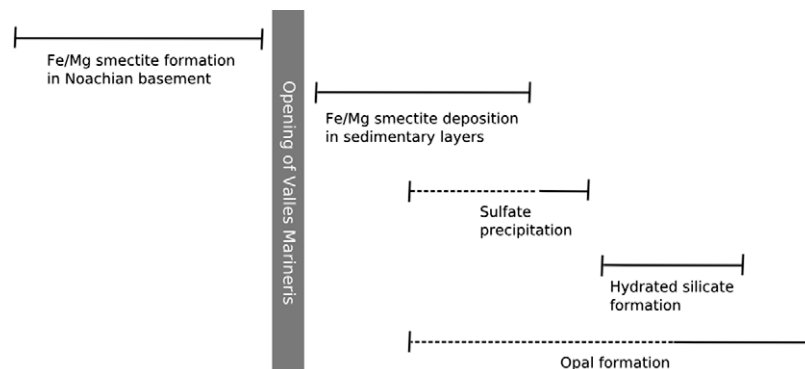 Fe/Mg smectite formation
in Noachian basement
Opening of Valles Marineris
Fe/Mg smectite deposition
in sedimentary layers
Sulfate
precipitation
Hydrated silicate
formation
Opal formation